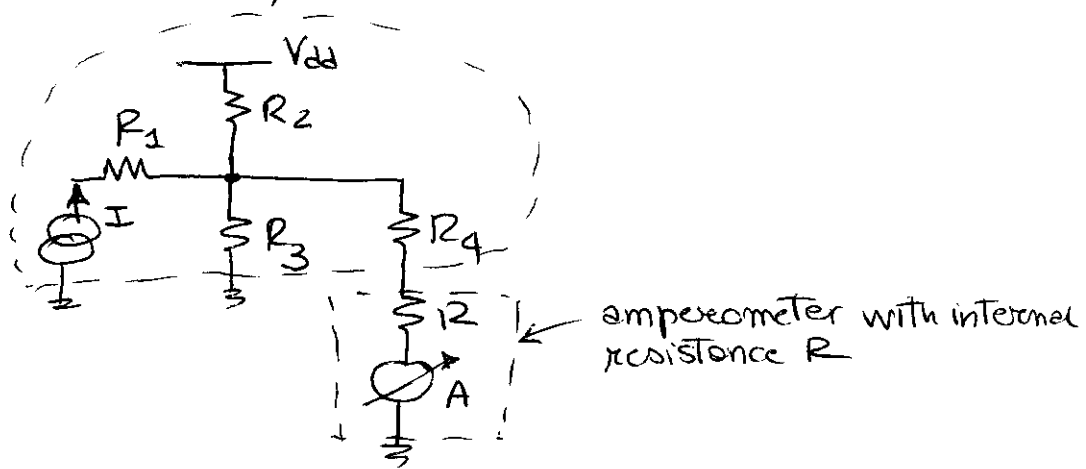 Vdd
R2
R1
I
R3
R4
R
A
amperometer with internal
resistance R